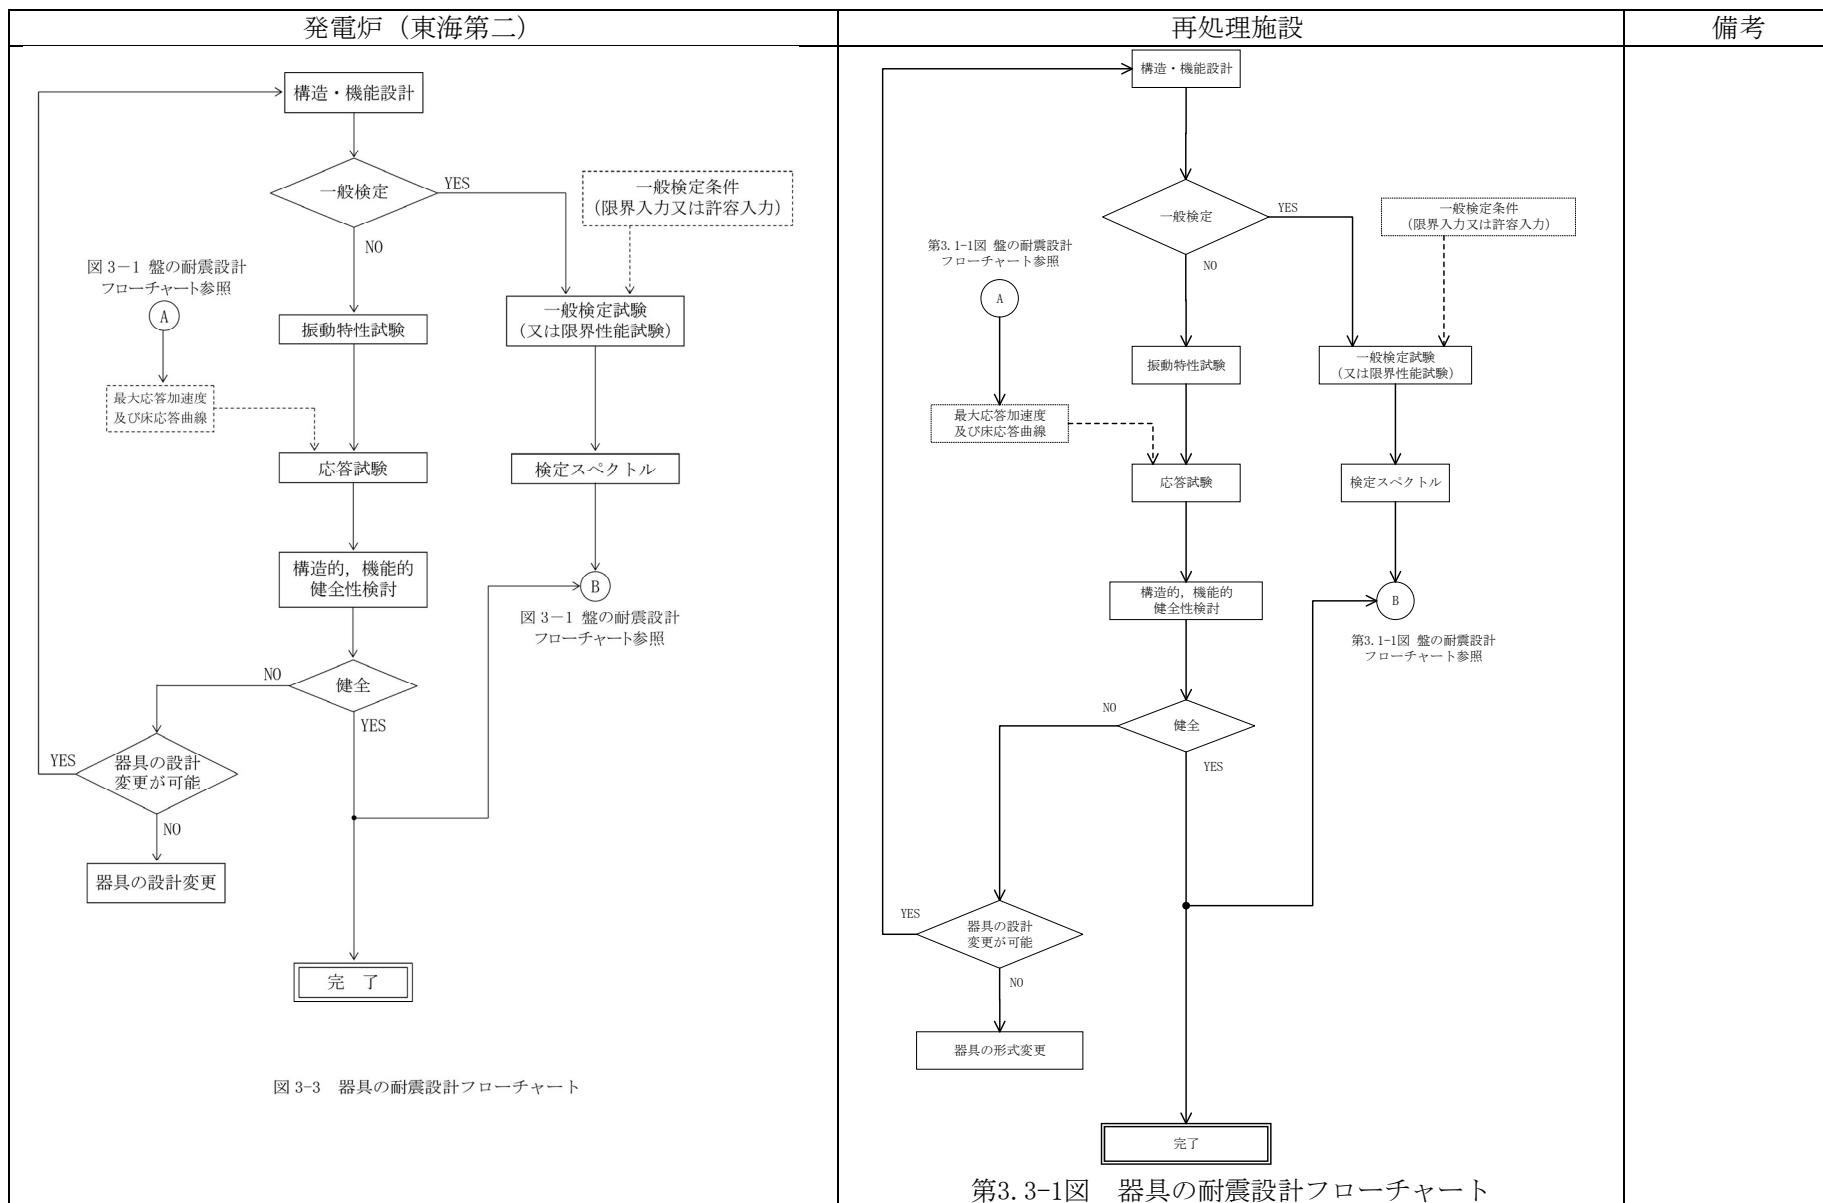 発電炉（東海第二）
再処理施設
備考
構造・機能設計
一般検定
YES
NO
一般検定条件
（限界入力又は許容入力）
図 3－1 盤の耐震設計
フローチャート参照
A
振動特性試験
一般検定試験
（又は限界性能試験）
最大応答加速度
及び床応答曲線
応答試験
検定スペクトル
構造的，機能的
健全性検討
B
図 3－1 盤の耐震設計
フローチャート参照
NO
健全
YES
YES
器具の設計
変更が可能
NO
器具の設計変更
完　了
図 3-3　器具の耐震設計フローチャート
構造・機能設計
一般検定
YES
NO
一般検定条件
（限界入力又は許容入力）
第3.1-1図 盤の耐震設計
フローチャート参照
A
振動特性試験
一般検定試験
（又は限界性能試験）
最大応答加速度
及び床応答曲線
応答試験
検定スペクトル
構造的，機能的
健全性検討
B
第3.1-1図 盤の耐震設計
フローチャート参照
NO
健全
YES
YES
器具の設計
変更が可能
NO
器具の形式変更
完了
第3.3-1図　器具の耐震設計フローチャート